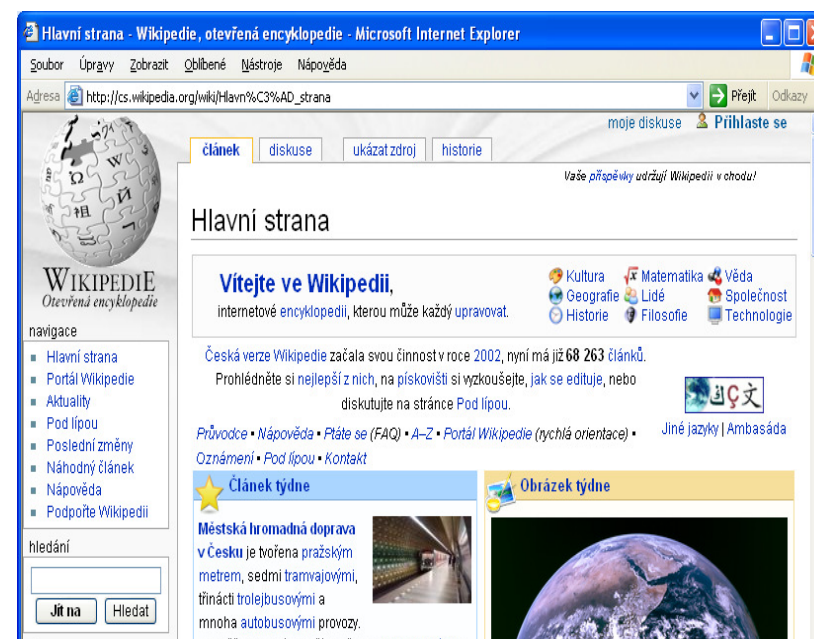 Hlavní strana - Wikipedie, otevřená encyklopedie - Microsoft Internet Explorer
Soubor Úpravy Zobrazit Oblíbené Nástroje Nápověda
Adresa http://cs.wikipedia.org/wiki/Hlavn%C3%AD_strana Přejít Odkazy
moje diskuse Přihlaste se
článek diskuse ukázat zdroj historie
Vaše příspěvky udržují Wikipedii v chodu!
Hlavní strana
WIKIPEDIE
Otevřená encyklopedie
navigace
Hlavní strana
Portál Wikipedie
Aktuality
Pod lípou
Poslední změny
Náhodný článek
Nápověda
Podpořte Wikipedii
hledání
Jít na Hledat
Vítejte ve Wikipedii,
internetové encyklopedii, kterou může každý upravovat.
Kultura Matematika Věda
Geografie Lidé Společnost
Historie Filosofie Technologie
Česká verze Wikipedie začala svou činnost v roce 2002, nyní má již 68 263 článků.
Prohlédněte si nejlepší z nich, na pískovišti si vyzkoušejte, jak se edituje, nebo
diskutujte na stránce Pod lípou.
Jiné jazyky | Ambasáda
Průvodce • Nápověda • Ptáte se (FAQ) • A–Z • Portál Wikipedie (rychlá orientace) •
Oznámení • Pod lípou • Kontakt
Článek týdne
Městská hromadná doprava
v Česku je tvořena pražským
metrem, sedmi tramvajovými,
třinácti trolejbusovými a
mnoha autobusovými provozy.
Obrázek týdne